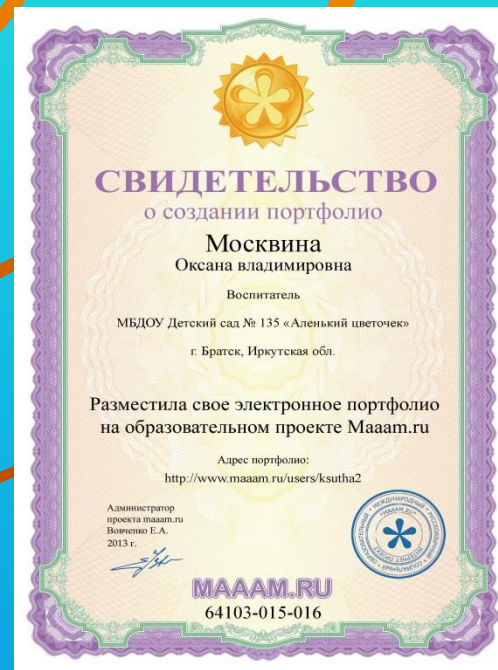 СВИДЕТЕЛЬСТВО
о создании портфолио
Москвина
Оксана владимировна
Воспитатель
МБДОУ Детский сад № 135 «Аленький цветочек»
г. Братск, Иркутская обл.
Разместила свое электронное портфолио
на образовательном проекте Maaam.ru
Адрес портфолио:
http://www.maaam.ru/users/ksutha2
Администратор
проекта maaam.ru
Вовченко Е.А.
2013 г.
MAAAM.RU
64103-015-016